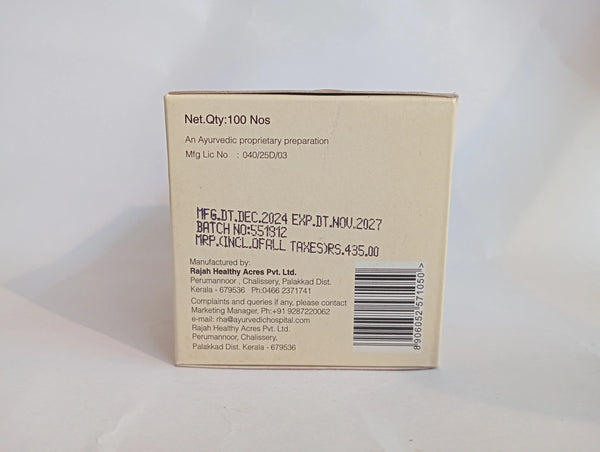 Net.Qty:100 Nos
An Ayurvedic proprietary preparation
Mfg Lic No : 040/25D/03
MFG.DT.DEC.2024 EXP.DT.NOV.2027
BATCH NO:551912
MRP.(INCL.OFALL TAXES)RS.435.00
Manufactured by:
Rajah Healthy Acres Pvt. Ltd.
Perumannoor , Chalissery, Palakkad Dist.
Kerala - 679536 Ph:0466 2371741
Complaints and queries if any, please contact
Marketing Manager, Ph:+91 9287220062
e-mail: rha@ayurvedichospital.com
Rajah Healthy Acres Pvt. Ltd.
Perumannoor, Chalissery,
Palakkad Dist. Kerala - 679536
8906052 571050 >